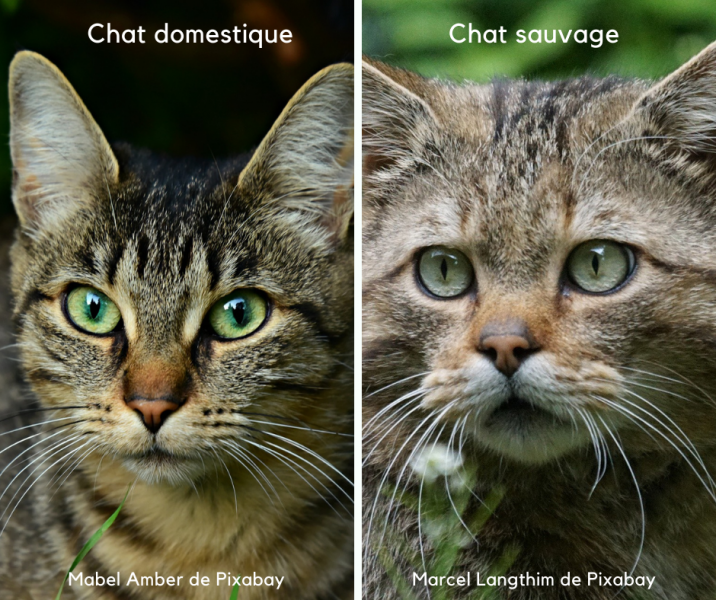 Chat domestique
Chat sauvage
Mabel Amber de Pixabay
Marcel Langthim de Pixabay